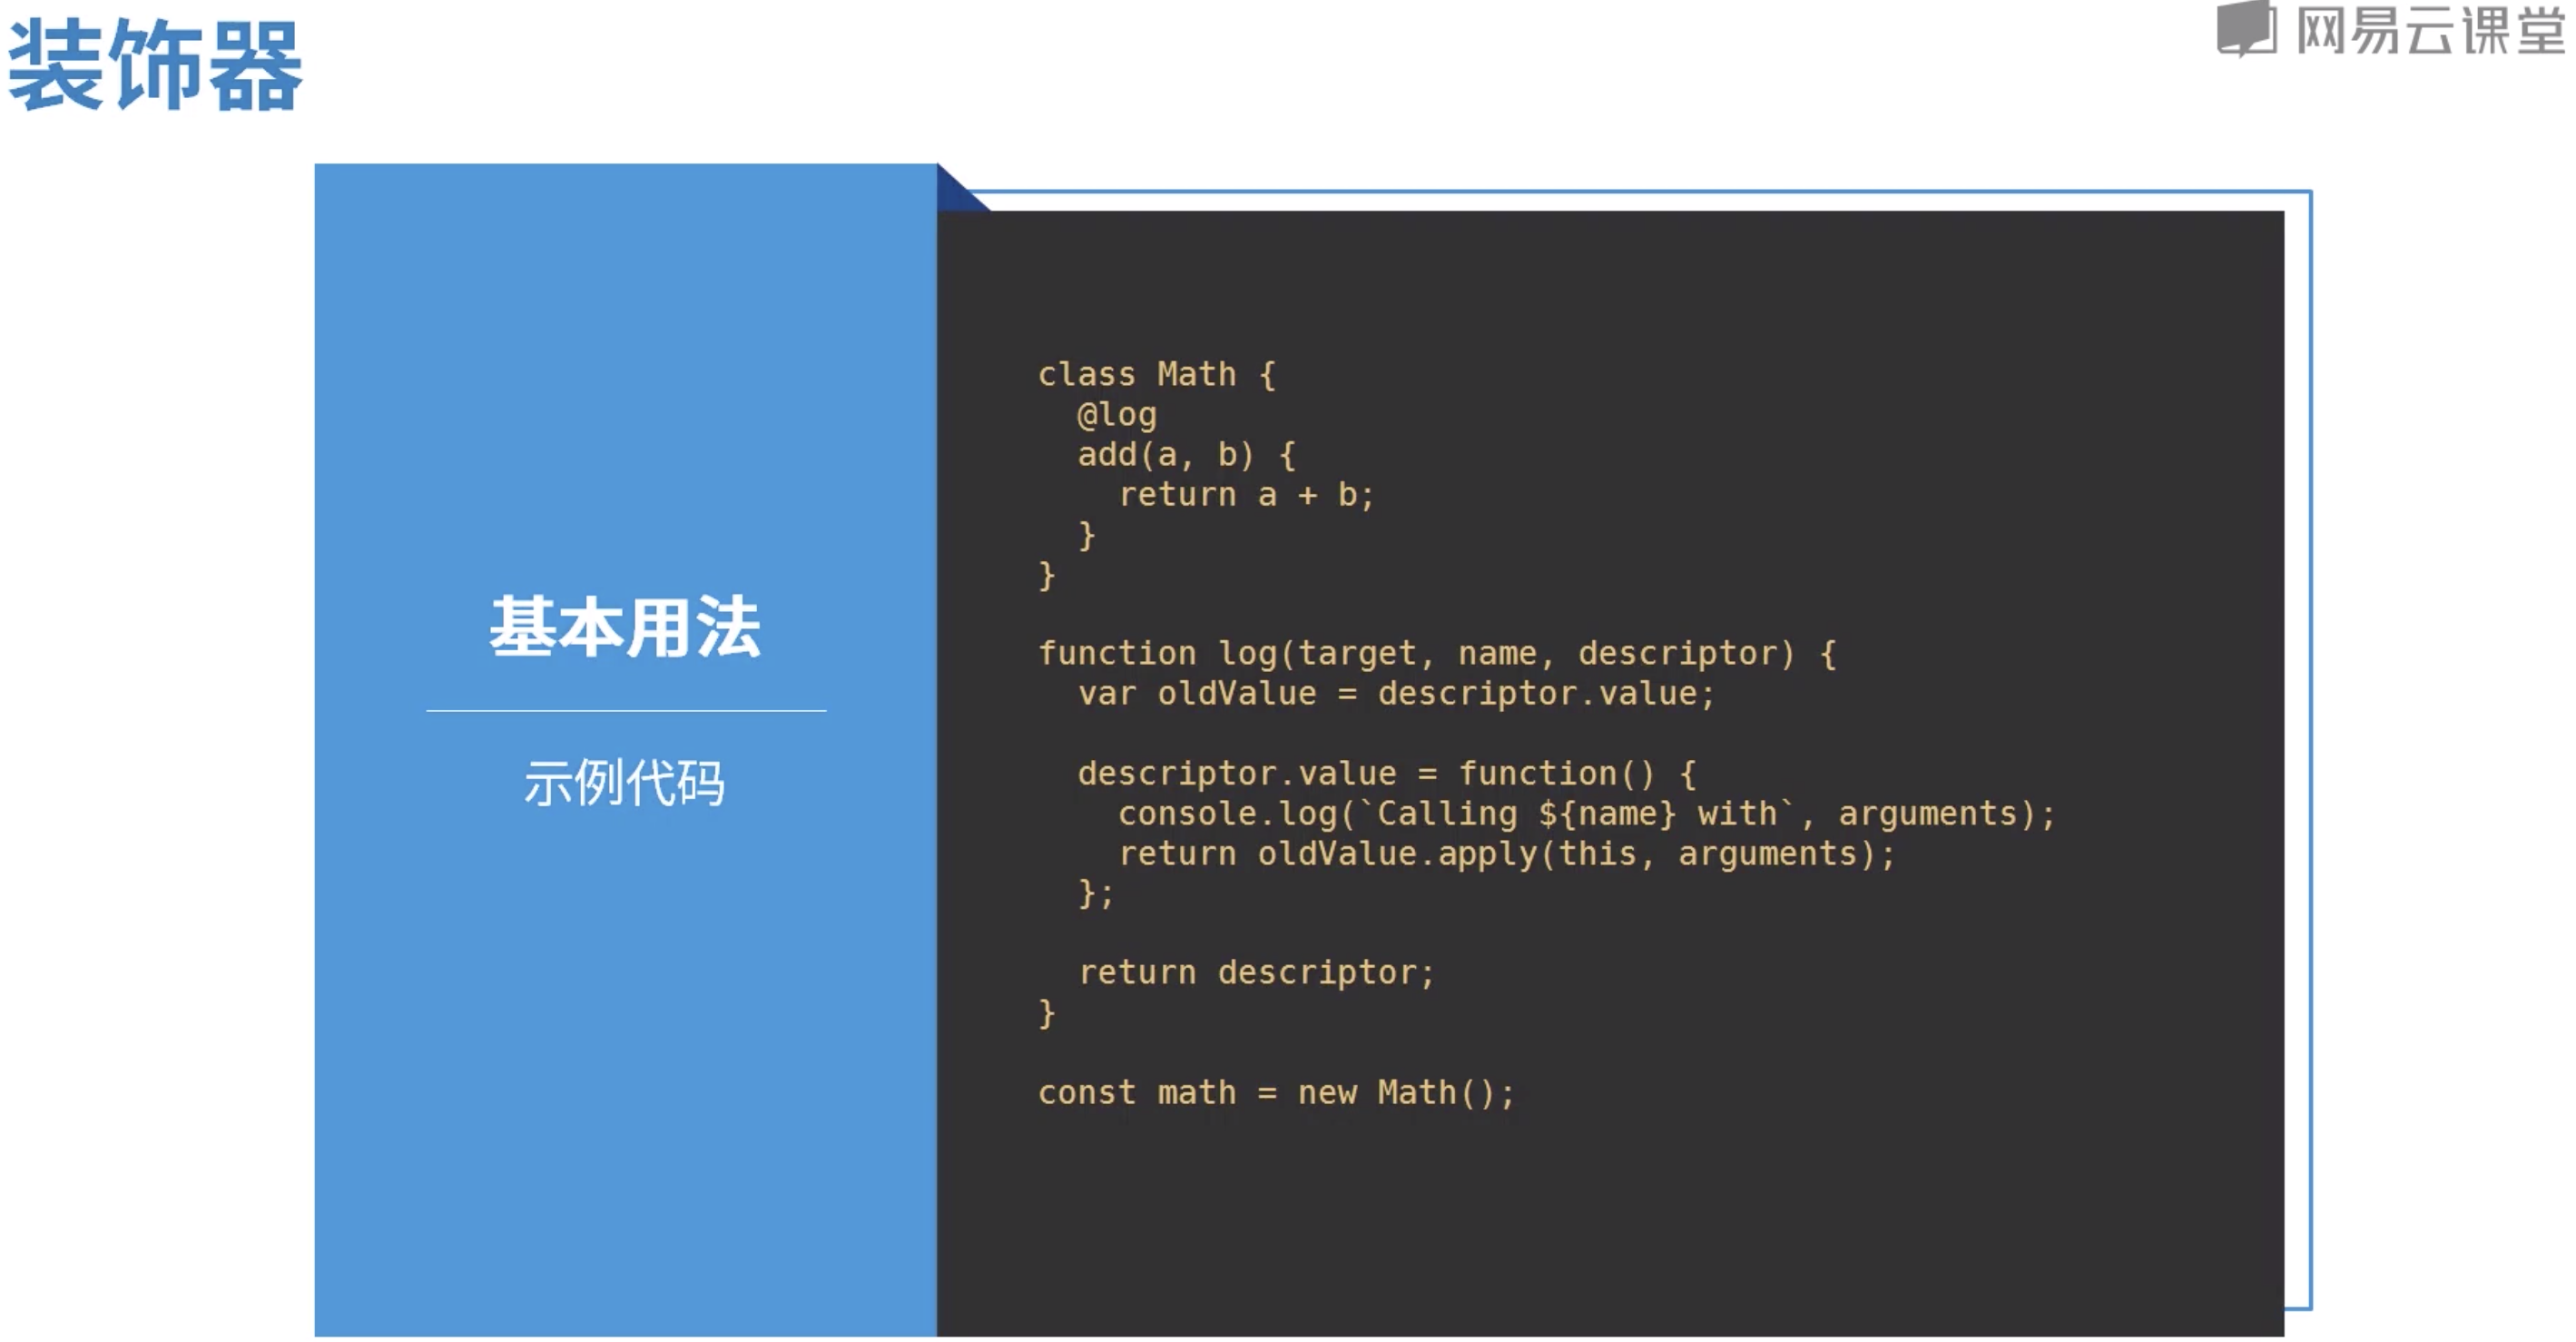 装饰器
网易云课堂
基本用法
示例代码
class Math {
  @log
  add(a, b) {
    return a + b;
  }
}
function log(target, name, descriptor) {
  var oldValue = descriptor.value;
  descriptor.value = function() {
    console.log(`Calling ${name} with`, arguments);
    return oldValue.apply(this, arguments);
  };
  return descriptor;
}
const math = new Math();